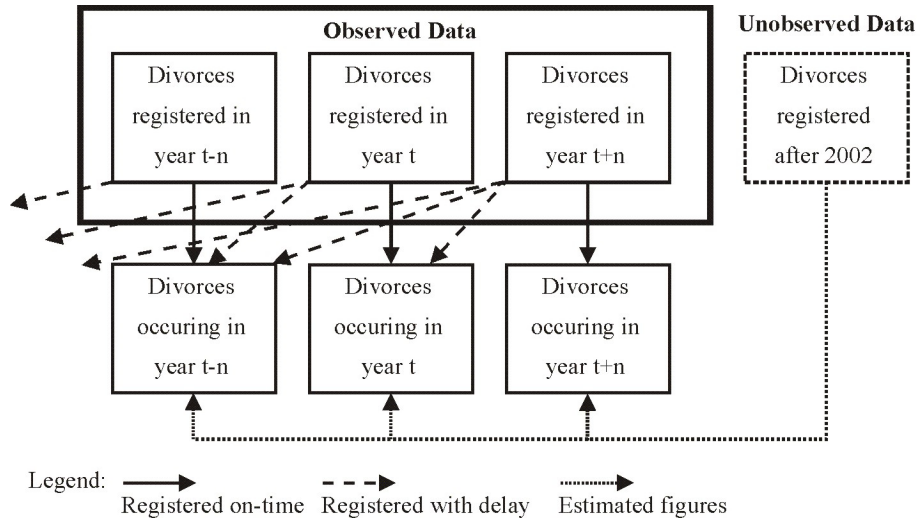 Observed Data
Unobserved Data
Divorces
registered in
year t-n
Divorces
registered in
year t
Divorces
registered in
year t+n
Divorces
registered
after 2002
Divorces
occuring in
year t-n
Divorces
occuring in
year t
Divorces
occuring in
year t+n
Legend:
Registered on-time
Registered with delay
Estimated figures